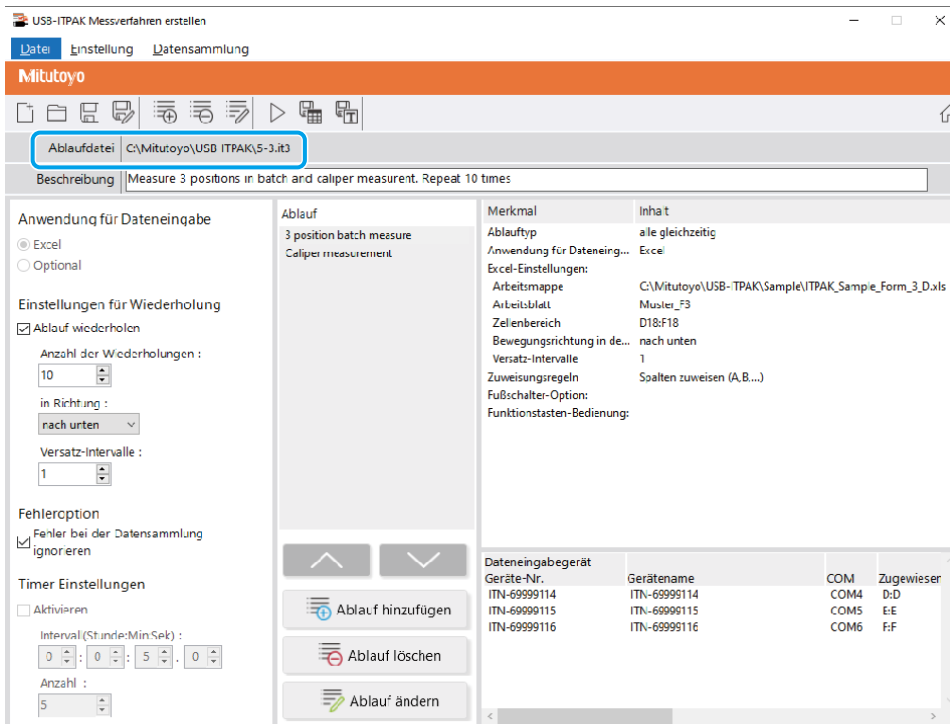 USB-ITPAK Messverfahren erstellen
Datei Einstellung Datensammlung
Mitutoyo
Ablaufdatei C:\Mitutoyo\USB ITPAK\5-3.it3
Beschreibung Measure 3 positions in batch and caliper measurent. Repeat 10 times
Anwendung für Dateneingabe
Excel
Optional
Einstellungen für Wiederholung
Ablauf wiederholen
Anzahl der Wiederholungen :
10
in Richtung :
nach unten
Versatz-Intervalle :
1
Fehleroption
Fehler bei der Datensammlung
ignorieren
Timer Einstellungen
Aktivieren
Interval(Stunde:Min:Sek) :
0 : 0 : 5 . 0
Anzahl :
5
Ablauf
3 position batch measure
Caliper measurement
Ablauf hinzufügen
Ablauf löschen
Ablauf ändern
Merkmal Inhalt
Ablauftyp alle gleichzeitig
Anwendung für Dateneing... Excel
Excel-Einstellungen:
Arbeitsmappe C:\Mitutoyo\USB-ITPAK\Sample\ITPAK_Sample_Form_3_D.xls
Arbeitsblatt Muster_F3
Zellenbereich D18:F18
Bewegungsrichtung in de... nach unten
Versatz-Intervalle 1
Zuweisungsregeln Spalten zuweisen (A,B....)
Fußschalter-Option:
Funktionstasten-Bedienung:
Dateneingabegerät
Geräte-Nr. Gerätename COM Zugewiesen
ITN-69999114 ITN-69999114 COM4 D:D
ITN-69999115 ITN-69999115 COM5 E:E
ITN-69999116 ITN-69999116 COM6 F:F